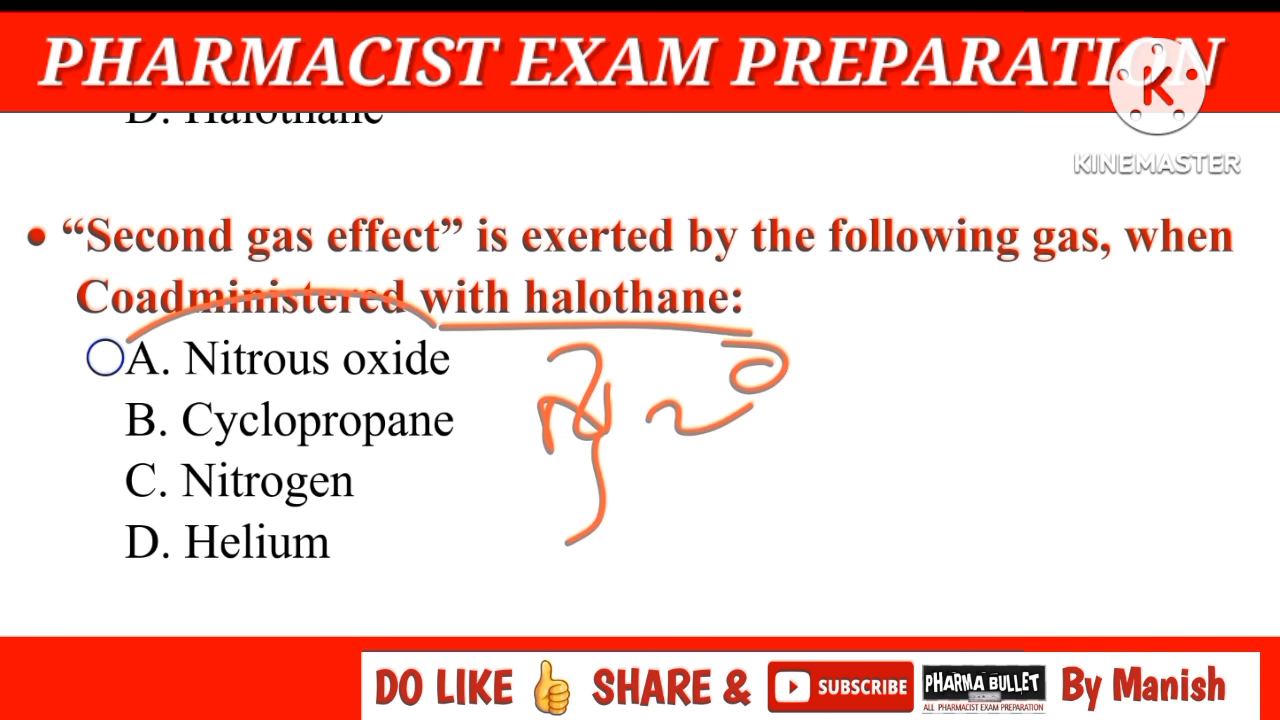 PHARMACIST EXAM PREPARATION
K
KINEMASTER
D. Halothane
• “Second gas effect” is exerted by the following gas, when
Coadministered with halothane:
A. Nitrous oxide
B. Cyclopropane
C. Nitrogen
D. Helium
DO LIKE 👍 SHARE & SUBSCRIBE PHARMA BULLET By Manish
ALL PHARMACIST EXAM PREPARATION